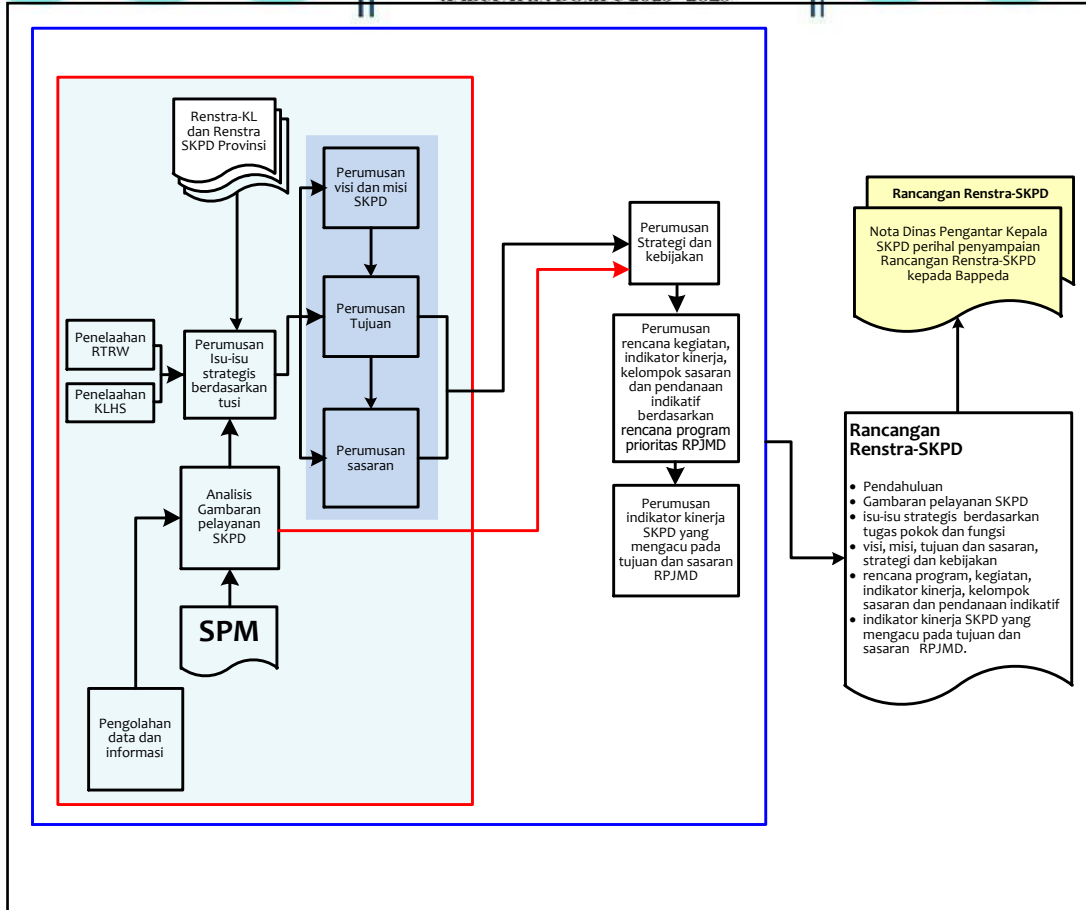 Renstra-KL
dan Renstra
SKPD Provinsi
Perumusan
visi dan misi
SKPD
Perumusan
Tujuan
Perumusan
sasaran
Penelaahan
RTRW
Penelaahan
KLHS
Perumusan
Isu-isu
strategis
berdasarkan
tusi
Analisis
Gambaran
pelayanan
SKPD
SPM
Pengolahan
data dan
informasi
Perumusan
Strategi dan
kebijakan
Perumusan
rencana kegiatan,
indikator kinerja,
kelompok sasaran
dan pendanaan
indikatif
berdasarkan
rencana program
prioritas RPJMD
Perumusan
indikator kinerja
SKPD yang
mengacu pada
tujuan dan sasaran
RPJMD
Rancangan Renstra-SKPD
Nota Dinas Pengantar Kepala
SKPD perihal penyampaian
Rancangan Renstra-SKPD
kepada Bappeda
Rancangan
Renstra-SKPD
• Pendahuluan
• Gambaran pelayanan SKPD
• isu-isu strategis berdasarkan
tugas pokok dan fungsi
• visi, misi, tujuan dan sasaran,
strategi dan kebijakan
• rencana program, kegiatan,
indikator kinerja, kelompok
sasaran dan pendanaan indikatif
• indikator kinerja SKPD yang
mengacu pada tujuan dan
sasaran RPJMD.